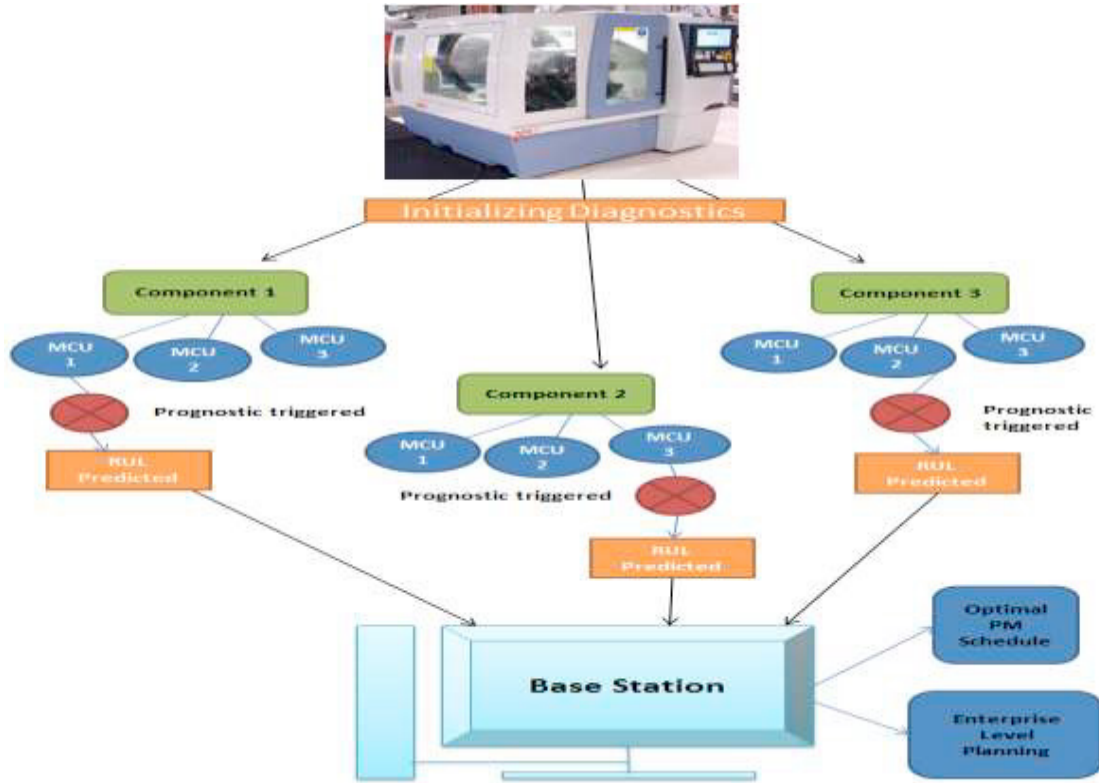 Initializing Diagnostics
Component 1
MCU
1
MCU
2
MCU
3
Prognostic triggered
RUL
Predicted
Component 2
MCU
1
MCU
2
MCU
3
Prognostic triggered
RUL
Predicted
Component 3
MCU
1
MCU
2
MCU
3
Prognostic
triggered
RUL
Predicted
Base Station
Optimal
PM
Schedule
Enterprise
Level
Planning